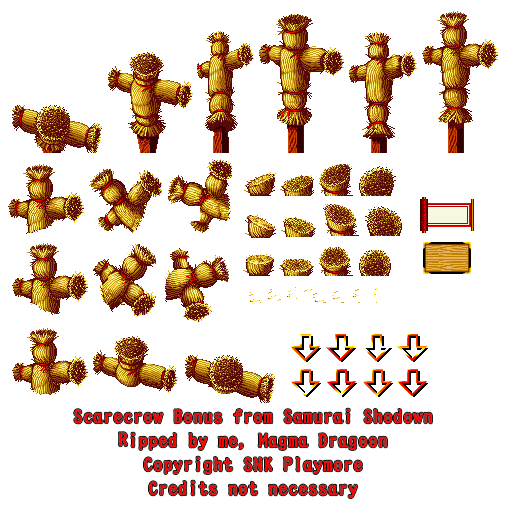 Scarecrow Bonus from Samurai Shodown
Ripped by me, Magma Dragoon
Copyright SNK Playmore
Credits not necessary